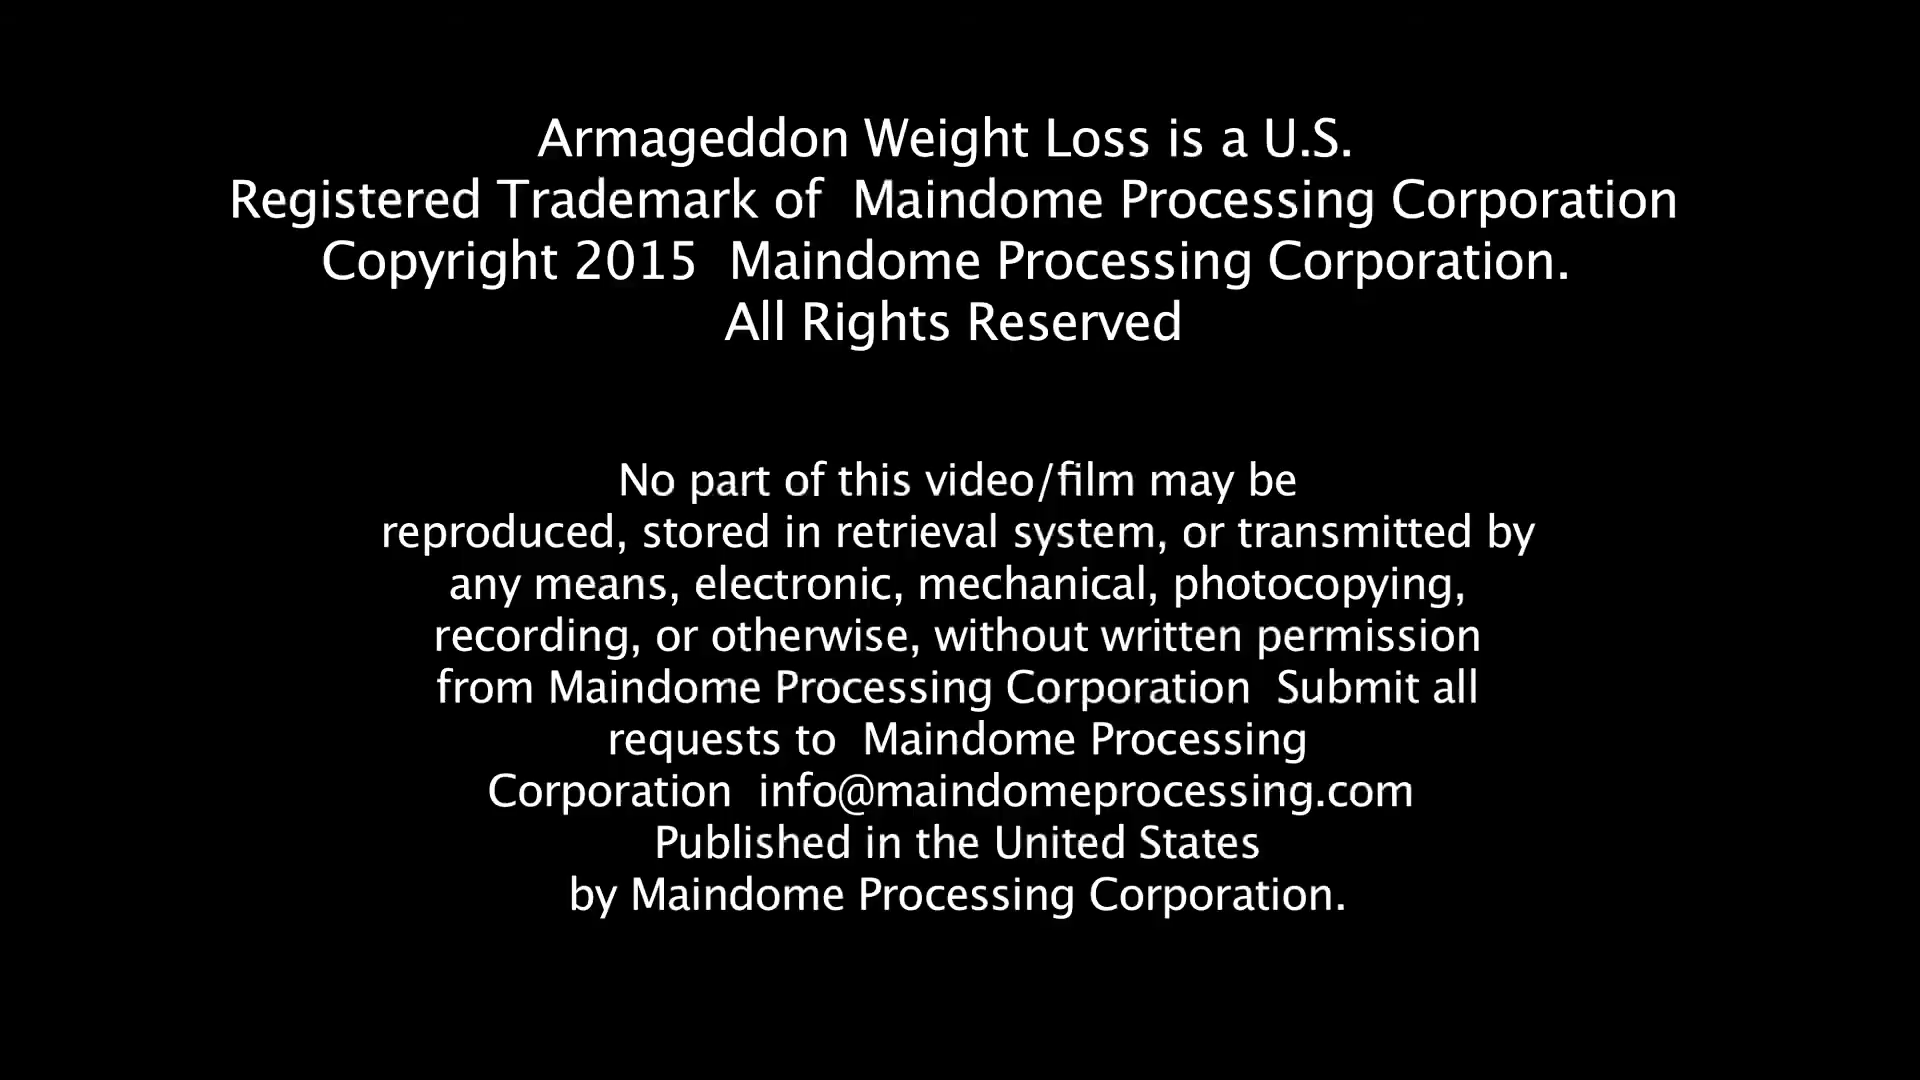 Armageddon Weight Loss is a U.S.
Registered Trademark of  Maindome Processing Corporation
Copyright 2015  Maindome Processing Corporation.
All Rights Reserved
No part of this video/film may be
reproduced, stored in retrieval system, or transmitted by
any means, electronic, mechanical, photocopying,
recording, or otherwise, without written permission
from Maindome Processing Corporation  Submit all
requests to  Maindome Processing
Corporation  info@maindomeprocessing.com
Published in the United States
by Maindome Processing Corporation.